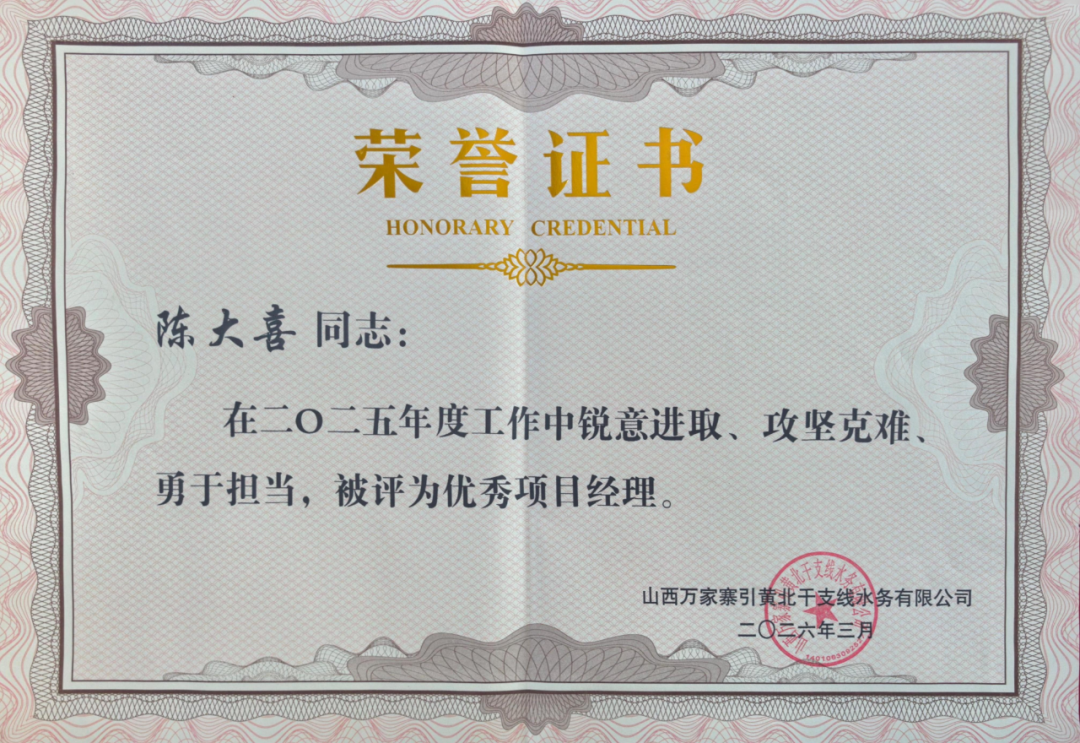 荣誉证书
HONORARY CREDENTIAL
陈大喜 同志：
在二〇二五年度工作中锐意进取、攻坚克难、
勇于担当，被评为优秀项目经理。
山西万家寨引黄北干支线水务有限公司
二〇二六年三月